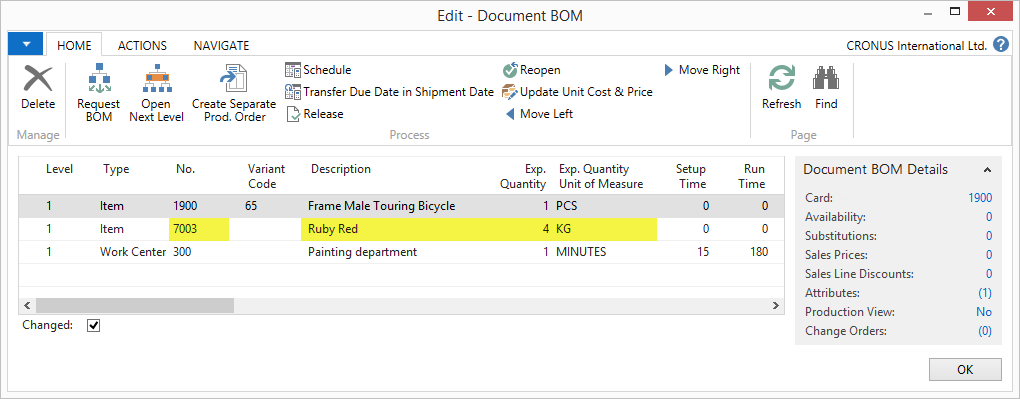 Edit - Document BOM
HOME ACTIONS NAVIGATE CRONUS International Ltd. ?
Delete
Request BOM
Open Next Level
Create Separate Prod. Order
Schedule
Transfer Due Date in Shipment Date
Release
Reopen
Update Unit Cost & Price
Move Left
Move Right
Refresh
Find
Manage Process Page
Level Type No. Variant Code Description Exp. Quantity Exp. Quantity Unit of Measure Setup Time Run Time
1 Item 1900 65 Frame Male Touring Bicycle 1 PCS 0 0
1 Item 7003 Ruby Red 4 KG 0 0
1 Work Center 300 Painting department 1 MINUTES 15 180
Changed:
Document BOM Details
Card: 1900
Availability: 0
Substitutions: 0
Sales Prices: 0
Sales Line Discounts: 0
Attributes: (1)
Production View: No
Change Orders: (0)
OK